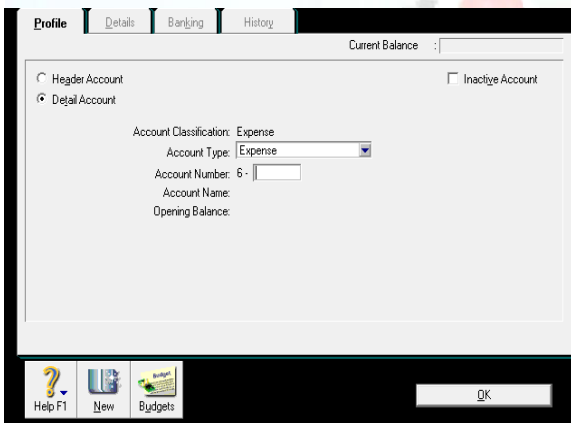 Profile Details Banking History
Current Balance :
Header Account Inactive Account
Detail Account
Account Classification: Expense
Account Type: Expense
Account Number: 6 -
Account Name:
Opening Balance:
Budget
Help F1 New Budgets OK